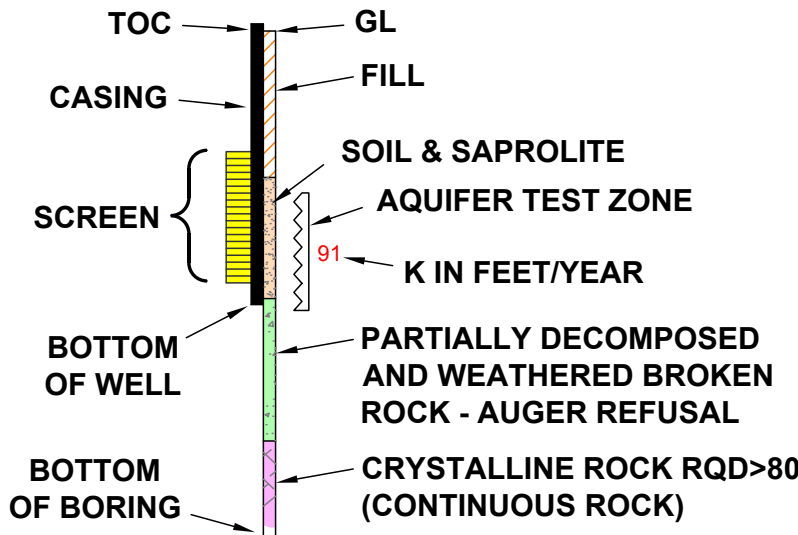 TOC
GL
FILL
CASING
SOIL & SAPROLITE
AQUIFER TEST ZONE
SCREEN
91
K IN FEET/YEAR
BOTTOM
OF WELL
PARTIALLY DECOMPOSED
AND WEATHERED BROKEN
ROCK - AUGER REFUSAL
BOTTOM
OF BORING
CRYSTALLINE ROCK RQD>80
(CONTINUOUS ROCK)